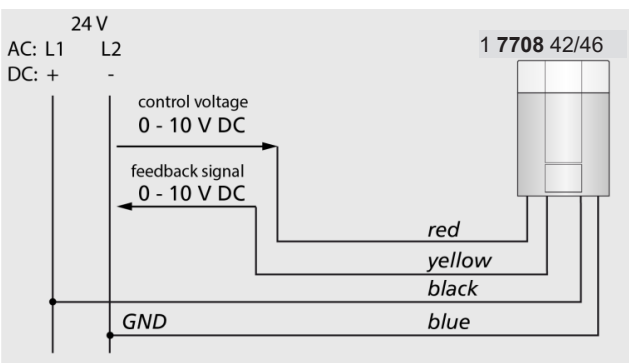 24 V
1 7708 42/46
AC: L1 L2
DC: + -
control voltage
0 - 10 V DC
feedback signal
0 - 10 V DC
red
yellow
black
GND blue